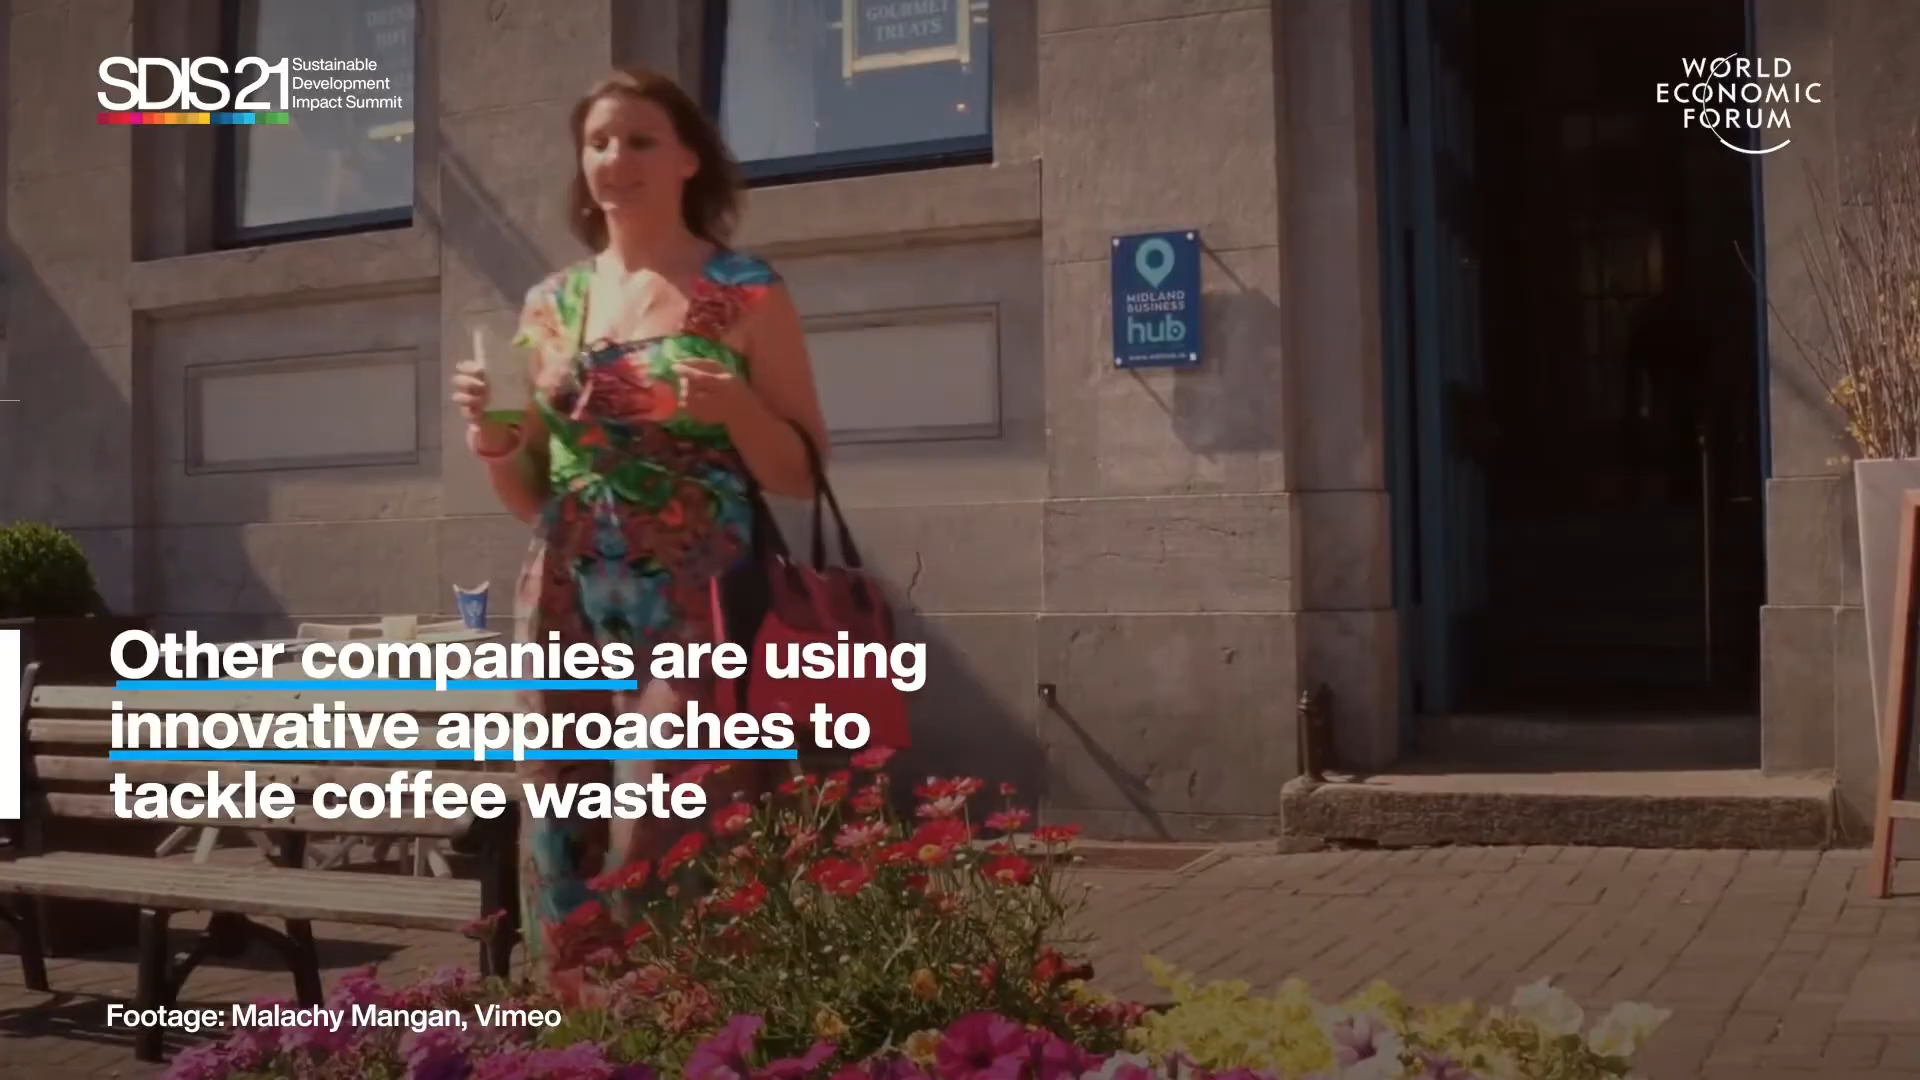 GOURMET
TREATS
SDIS21
Sustainable
Development
Impact Summit
WORLD
ECONOMIC
FORUM
MIDLAND
BUSINESS
hub
Other companies are using
innovative approaches to
tackle coffee waste
Footage: Malachy Mangan, Vimeo